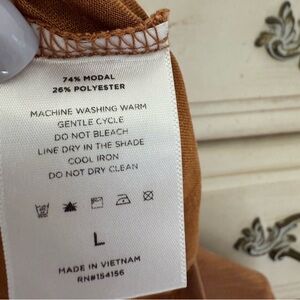 74% MODAL
26% POLYESTER
MACHINE WASHING WARM
GENTLE CYCLE
DO NOT BLEACH
LINE DRY IN THE SHADE
COOL IRON
DO NOT DRY CLEAN
L
MADE IN VIETNAM
RN#154156